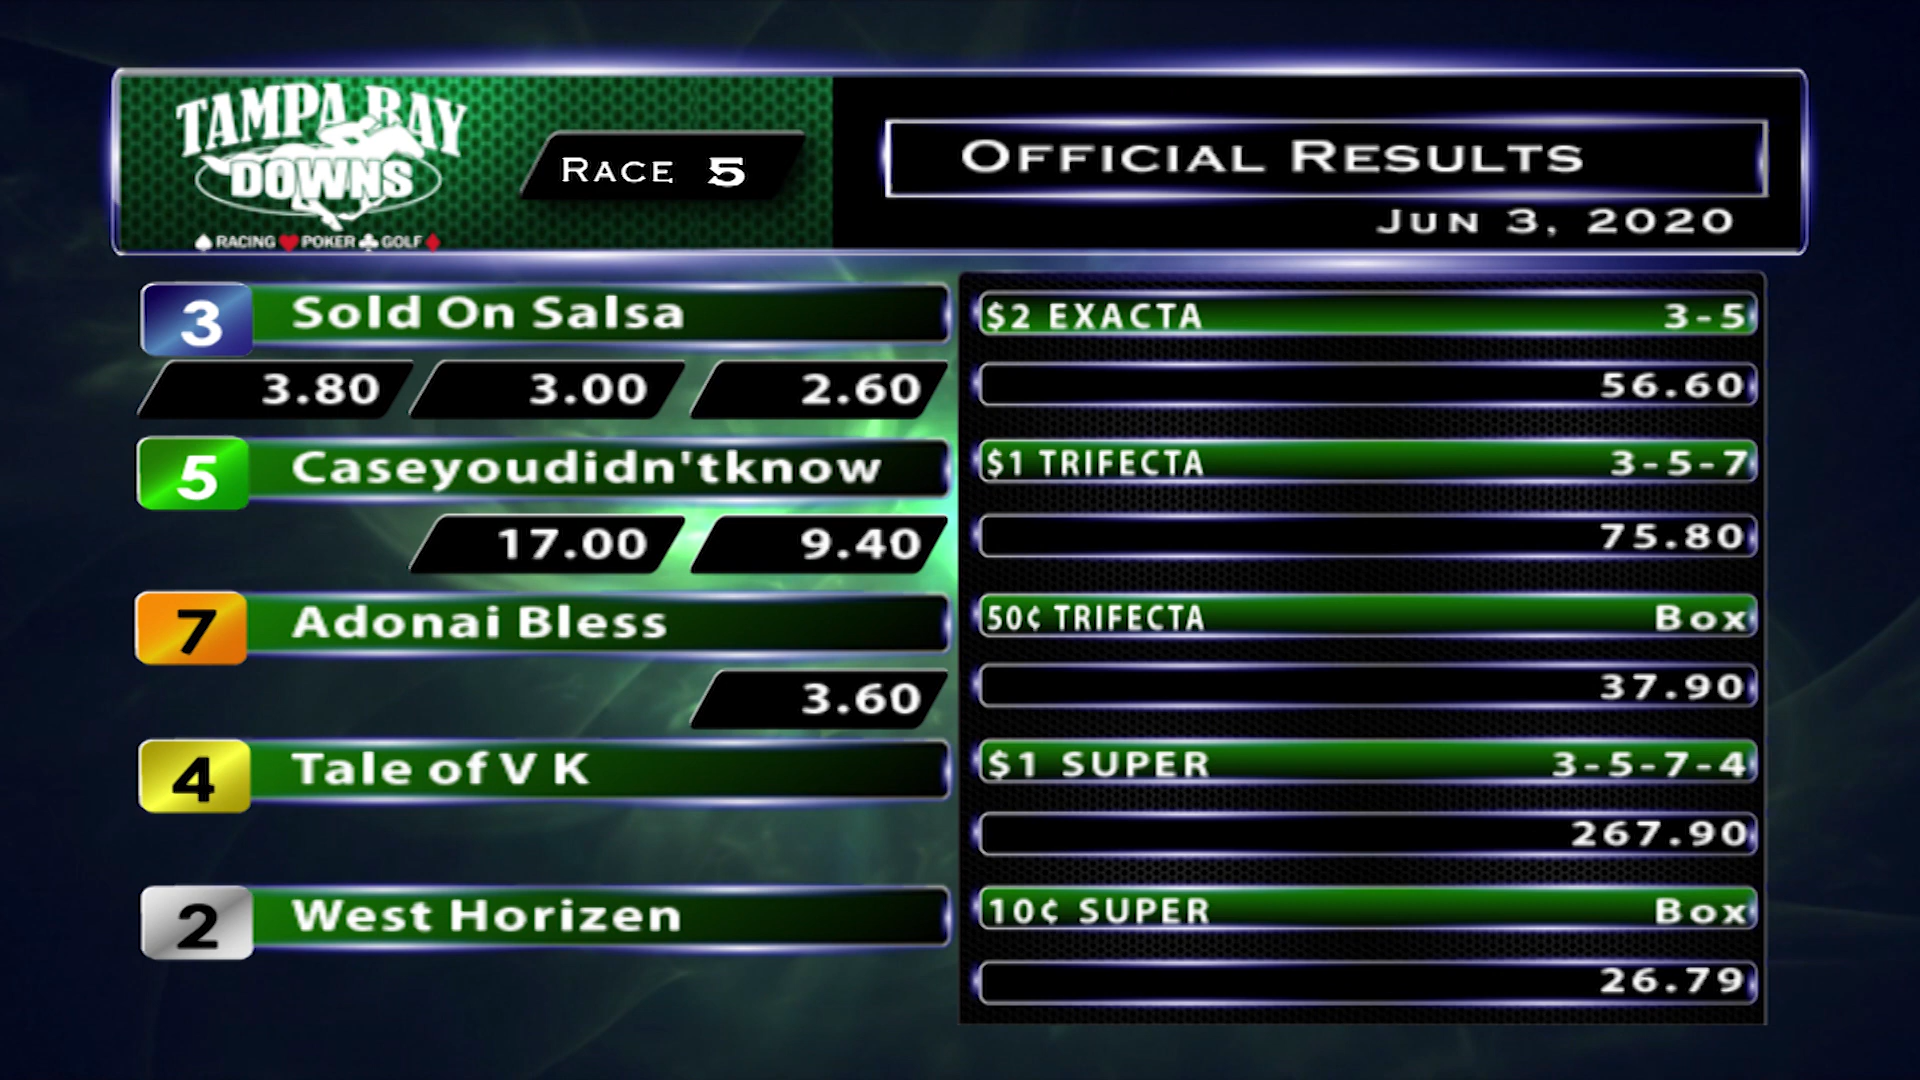 TAMPA BAY
DOWNS
RACING POKER GOLF
RACE 5
OFFICIAL RESULTS
JUN 3, 2020
3 Sold On Salsa
3.80 3.00 2.60
5 Caseyoudidn'tknow
17.00 9.40
7 Adonai Bless
3.60
4 Tale of V K
2 West Horizen
$2 EXACTA 3-5
56.60
$1 TRIFECTA 3-5-7
75.80
50¢ TRIFECTA Box
37.90
$1 SUPER 3-5-7-4
267.90
10¢ SUPER Box
26.79